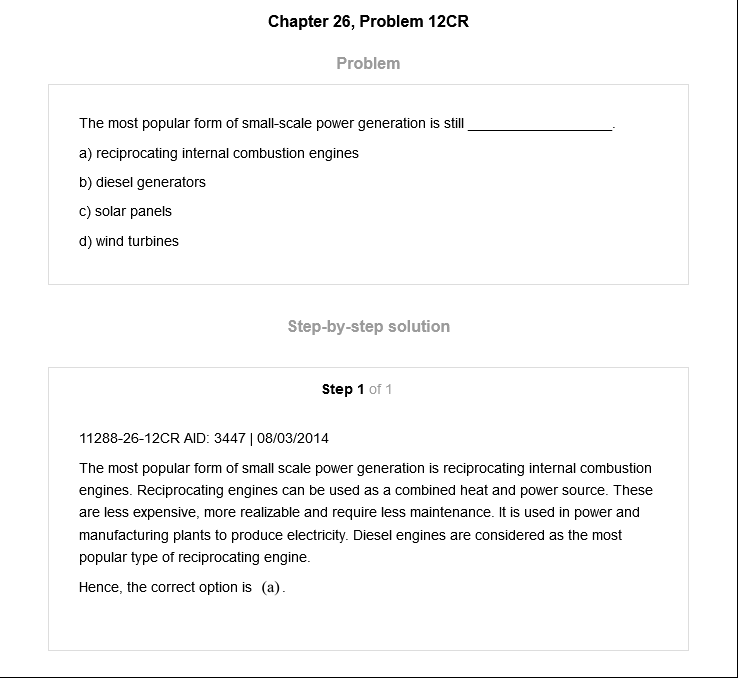 Chapter 26, Problem 12CR
Problem
The most popular form of small-scale power generation is still ___________________.
a) reciprocating internal combustion engines
b) diesel generators
c) solar panels
d) wind turbines
Step-by-step solution
Step 1 of 1
11288-26-12CR AID: 3447 | 08/03/2014
The most popular form of small scale power generation is reciprocating internal combustion
engines. Reciprocating engines can be used as a combined heat and power source. These
are less expensive, more realizable and require less maintenance. It is used in power and
manufacturing plants to produce electricity. Diesel engines are considered as the most
popular type of reciprocating engine.
Hence, the correct option is (a).